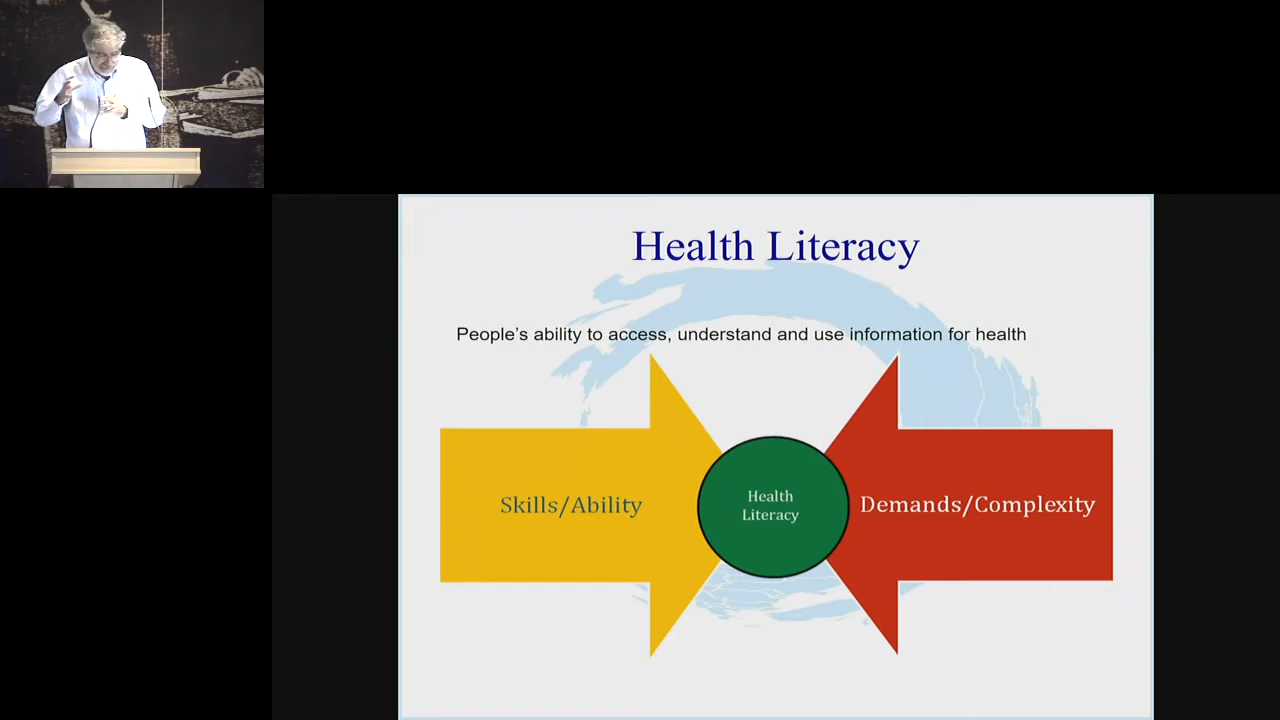 Health Literacy
People’s ability to access, understand and use information for health
Skills/Ability
Health
Literacy
Demands/Complexity